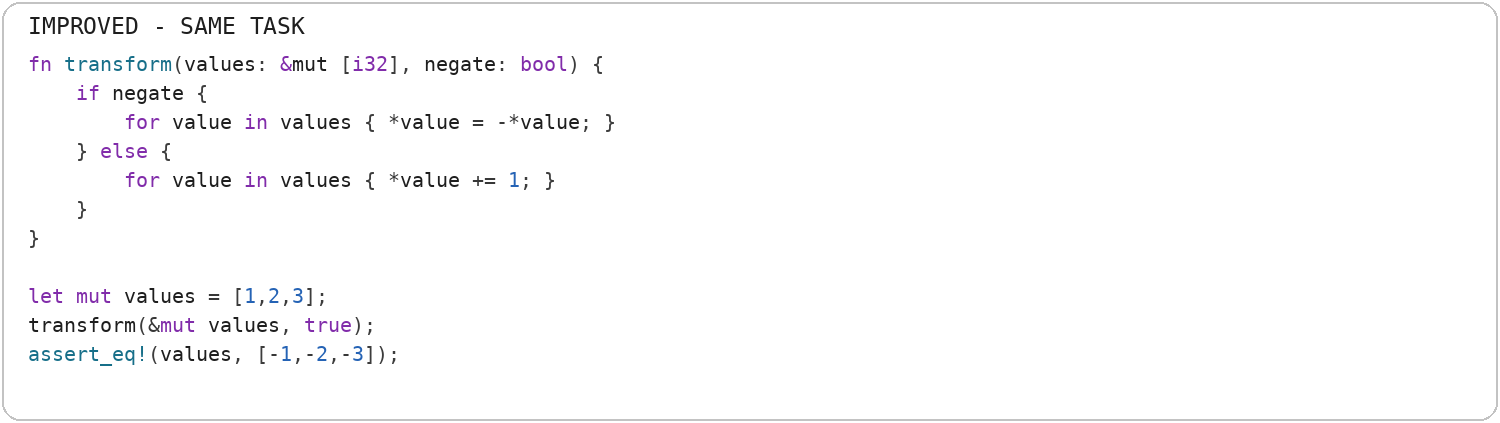 IMPROVED - SAME TASK
fn transform(values: &mut [i32], negate: bool) {
    if negate {
        for value in values { *value = -*value; }
    } else {
        for value in values { *value += 1; }
    }
}

let mut values = [1,2,3];
transform(&mut values, true);
assert_eq!(values, [-1,-2,-3]);